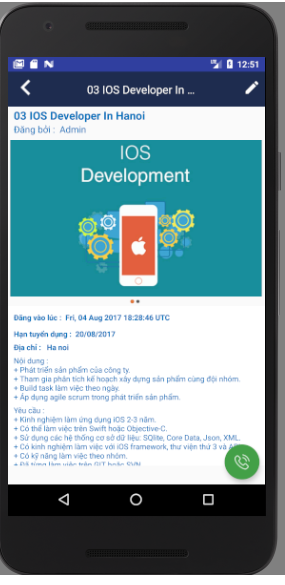 12:51
03 IOS Developer In ...
03 IOS Developer In Hanoi
Đăng bởi : Admin
IOS
Development
Đăng vào lúc : Fri, 04 Aug 2017 18:28:46 UTC
Hạn tuyển dụng : 20/08/2017
Địa chỉ : Ha noi
Nội dung :
+ Phát triển sản phẩm của công ty.
+ Tham gia phân tích kế hoạch xây dựng sản phẩm cùng đội nhóm.
+ Build task làm việc theo ngày.
+ Áp dụng agile scrum trong phát triển sản phẩm.
Yêu cầu :
+ Kinh nghiệm làm ứng dụng iOS 2-3 năm.
+ Có thể làm việc trên Swift hoặc Objective-C.
+ Sử dụng các hệ thống cơ sở dữ liệu: SQlite, Core Data, Json, XML,
+ Có kinh nghiệm làm việc với iOS framework, thư viện thứ 3 và
+ Có kỹ năng làm việc theo nhóm.
+ Đã từng làm việc trên GIT hoặc SVN